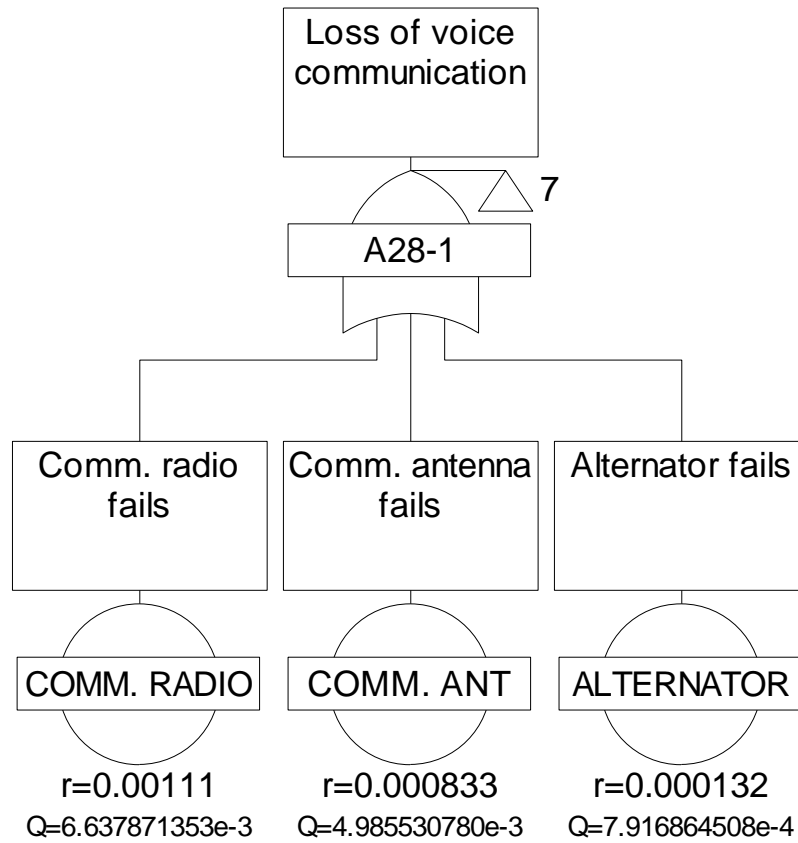 Loss of voice
communication
7
A28-1
Comm. radio
fails
Comm. antenna
fails
Alternator fails
COMM. RADIO
COMM. ANT
ALTERNATOR
r=0.00111
r=0.000833
r=0.000132
Q=6.637871353e-3
Q=4.985530780e-3
Q=7.916864508e-4